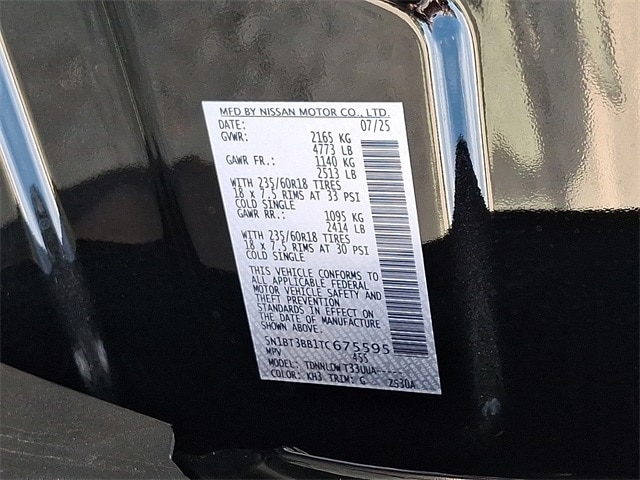 MFD BY NISSAN MOTOR CO., LTD.
DATE: 07/25
GVWR: 2165 KG
4773 LB
GAWR FR.: 1140 KG
2513 LB
WITH 235/60R18 TIRES
18 x 7.5 RIMS AT 33 PSI
COLD SINGLE
GAWR RR.: 1095 KG
2414 LB
WITH 235/60R18 TIRES
18 x 7.5 RIMS AT 30 PSI
COLD SINGLE
THIS VEHICLE CONFORMS TO
ALL APPLICABLE FEDERAL
MOTOR VEHICLE SAFETY AND
THEFT PREVENTION
STANDARDS IN EFFECT ON
THE DATE OF MANUFACTURE
SHOWN ABOVE.
5N1BT3BB1TC675595
MPV 455
MODEL: TDNNLDWT33UUA-----
COLOR: KH3 TRIM: G 2530A